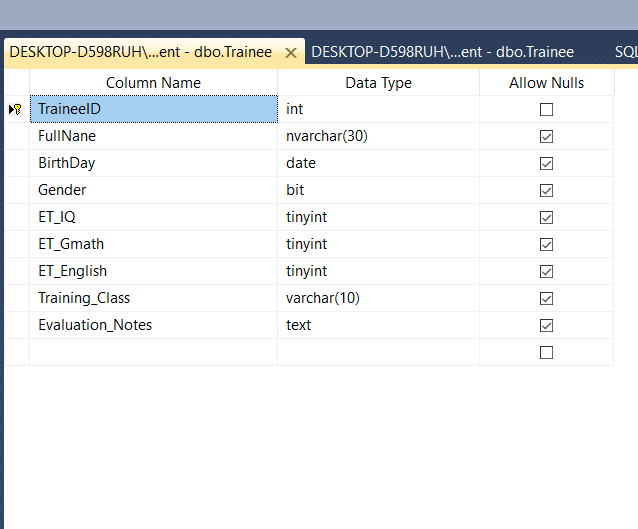 DESKTOP-D598RUH\...ent - dbo.Trainee DESKTOP-D598RUH\...ent - dbo.Trainee SQL
Column Name Data Type Allow Nulls
TraineeID int
FullNane nvarchar(30)
BirthDay date
Gender bit
ET_IQ tinyint
ET_Gmath tinyint
ET_English tinyint
Training_Class varchar(10)
Evaluation_Notes text